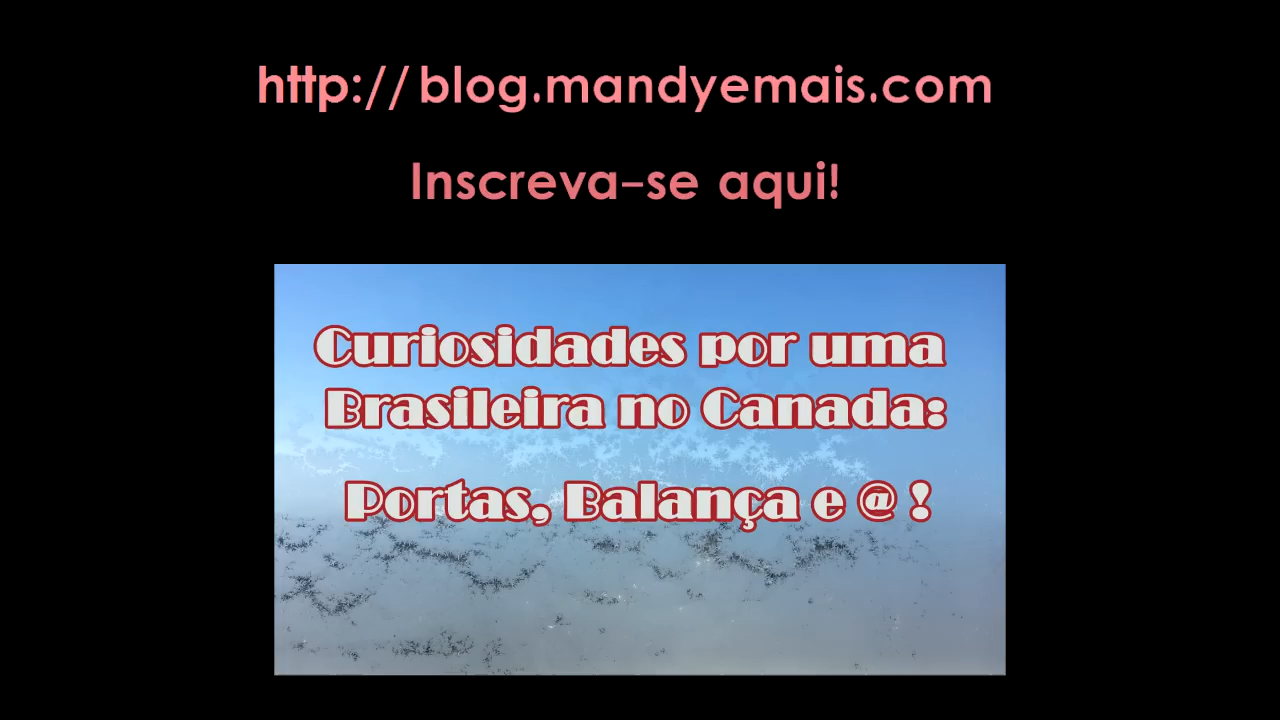 http://blog.mandyemais.com
Inscreva-se aqui!
Curiosidades por uma
Brasileira no Canada:
Portas, Balança e @ !